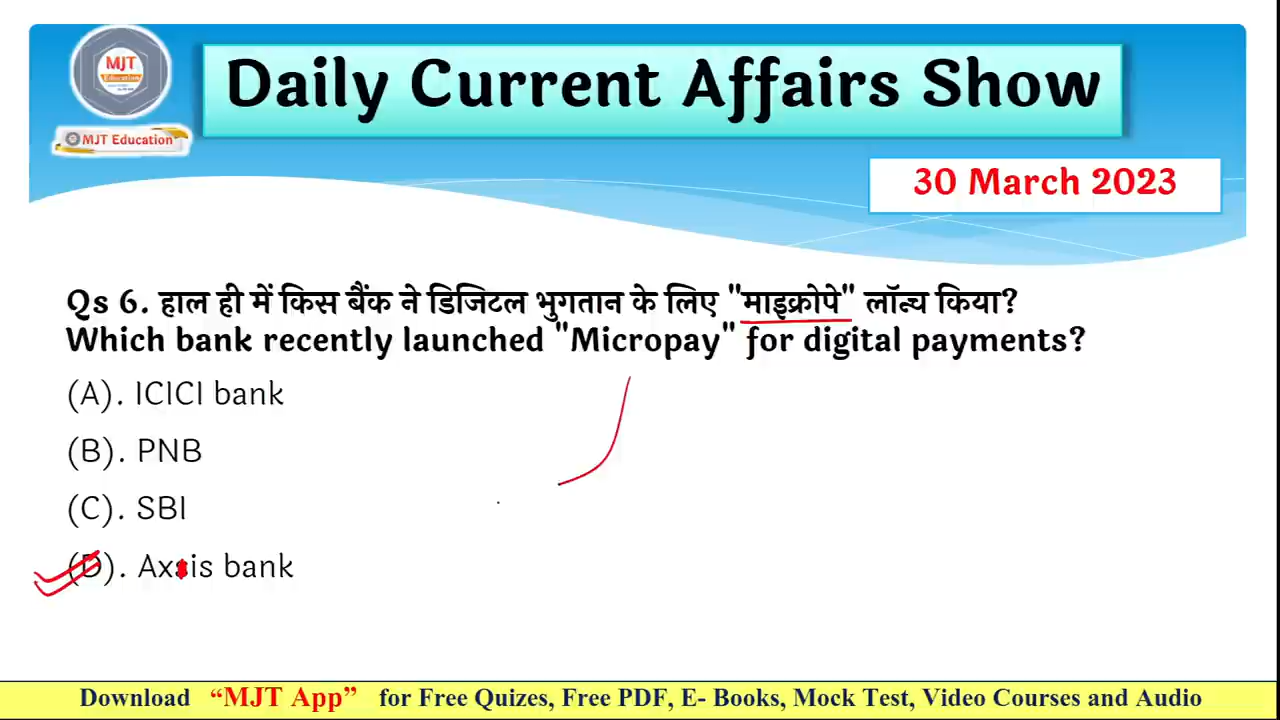 MJT
Education
MJT Education
Daily Current Affairs Show
30 March 2023
Qs 6. हाल ही में किस बैंक ने डिजिटल भुगतान के लिए "माइक्रोपे" लॉन्च किया?
Which bank recently launched "Micropay" for digital payments?
(A). ICICI bank
(B). PNB
(C). SBI
(D). Axsis bank
Download “MJT App” for Free Quizes, Free PDF, E- Books, Mock Test, Video Courses and Audio